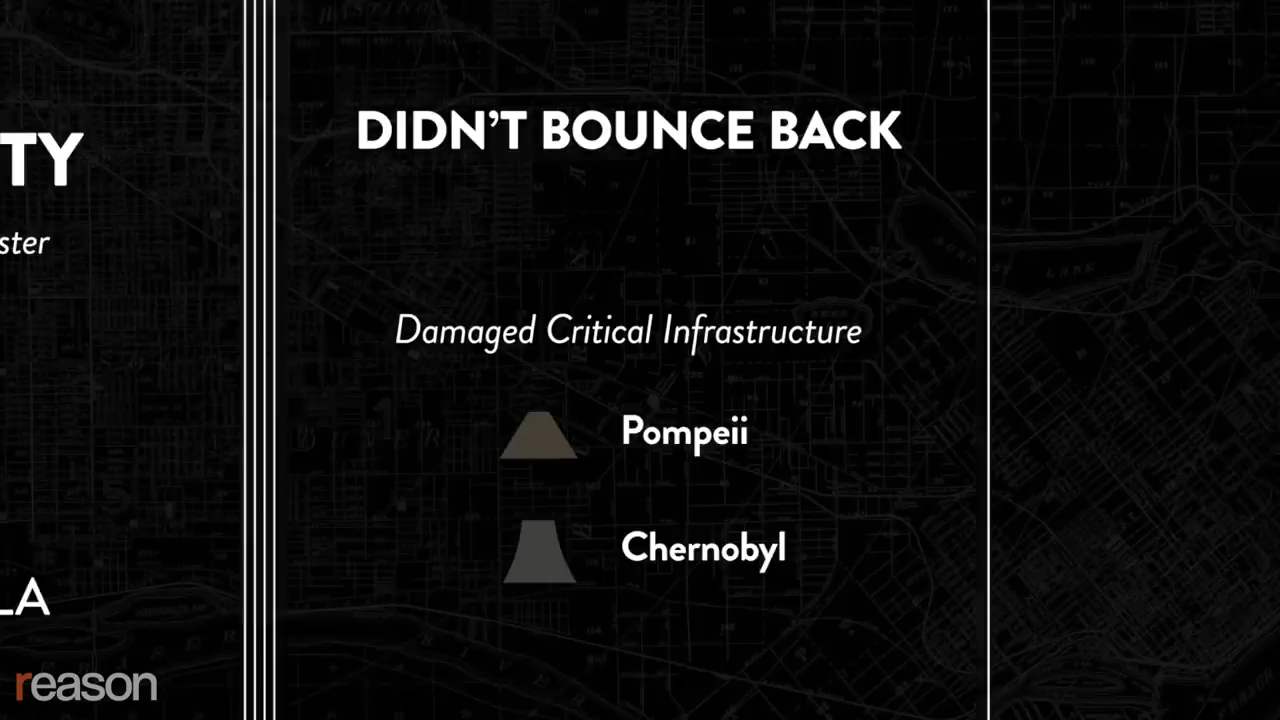 TY
ster
LA
DIDN'T BOUNCE BACK
Damaged Critical Infrastructure
Pompeii
Chernobyl
reason